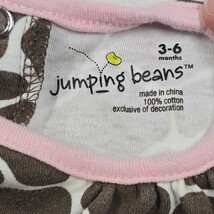 3-6
months
jumping beans™
made in china
100% cotton
exclusive of decoration